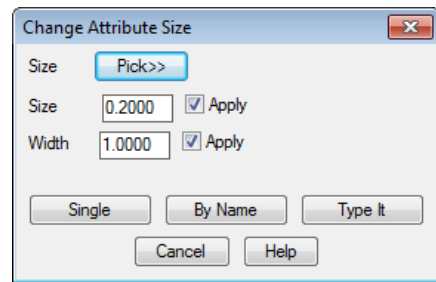 Change Attribute Size
Size Pick>>
Size 0.2000 Apply
Width 1.0000 Apply
Single By Name Type It
Cancel Help